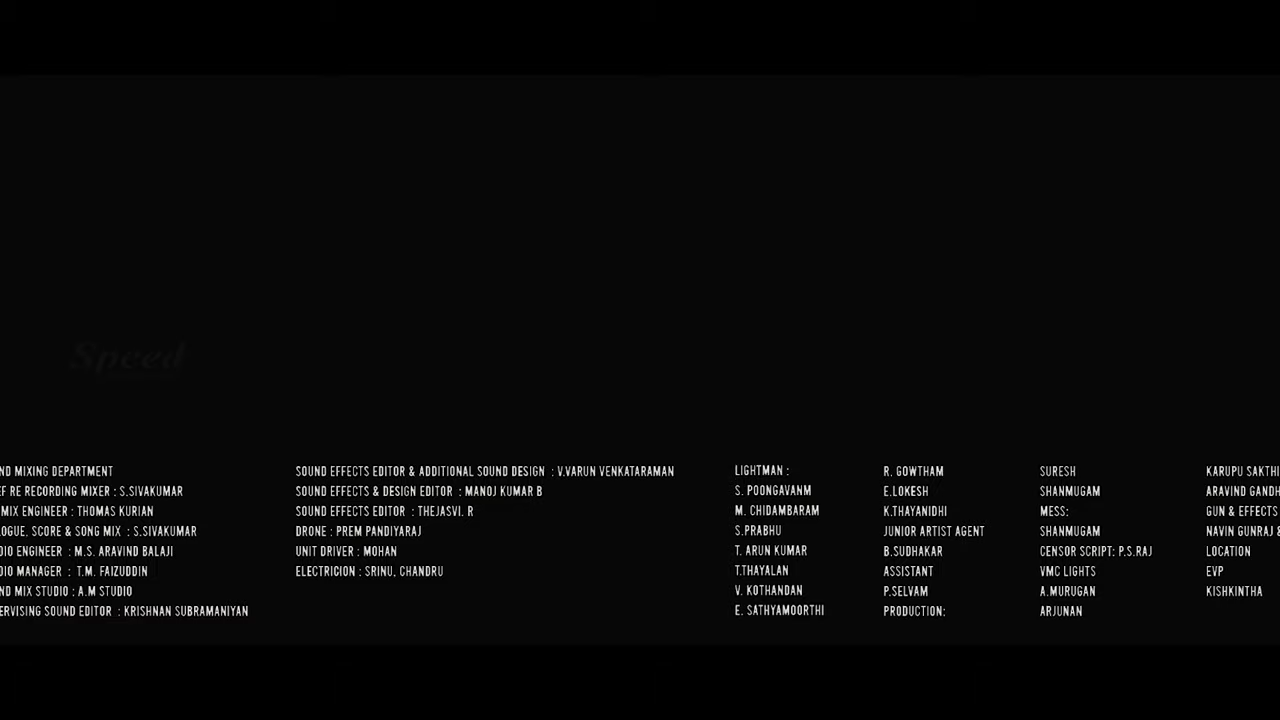 Speed
ND MIXING DEPARTMENT
EF RE RECORDING MIXER : S.SIVAKUMAR
MIX ENGINEER : THOMAS KURIAN
LOGUE, SCORE & SONG MIX : S.SIVAKUMAR
DIO ENGINEER : M.S. ARAVIND BALAJI
DIO MANAGER : T.M. FAIZUDDIN
ND MIX STUDIO : A.M STUDIO
ERVISING SOUND EDITOR : KRISHNAN SUBRAMANIYAN
SOUND EFFECTS EDITOR & ADDITIONAL SOUND DESIGN : V.VARUN VENKATARAMAN
SOUND EFFECTS & DESIGN EDITOR : MANOJ KUMAR B
SOUND EFFECTS EDITOR : THEJASVI. R
DRONE : PREM PANDIYARAJ
UNIT DRIVER : MOHAN
ELECTRICION : SRINU, CHANDRU
LIGHTMAN :
S. POONGAVANM
M. CHIDAMBARAM
S.PRABHU
T. ARUN KUMAR
T.THAYALAN
V. KOTHANDAN
E. SATHYAMOORTHI
R. GOWTHAM
E.LOKESH
K.THAYANIDHI
JUNIOR ARTIST AGENT
B.SUDHAKAR
ASSISTANT
P.SELVAM
PRODUCTION:
SURESH
SHANMUGAM
MESS:
SHANMUGAM
CENSOR SCRIPT: P.S.RAJ
VMC LIGHTS
A.MURUGAN
ARJUNAN
KARUPU SAKTHI
ARAVIND GANDH
GUN & EFFECTS
NAVIN GUNRAJ &
LOCATION
EVP
KISHKINTHA